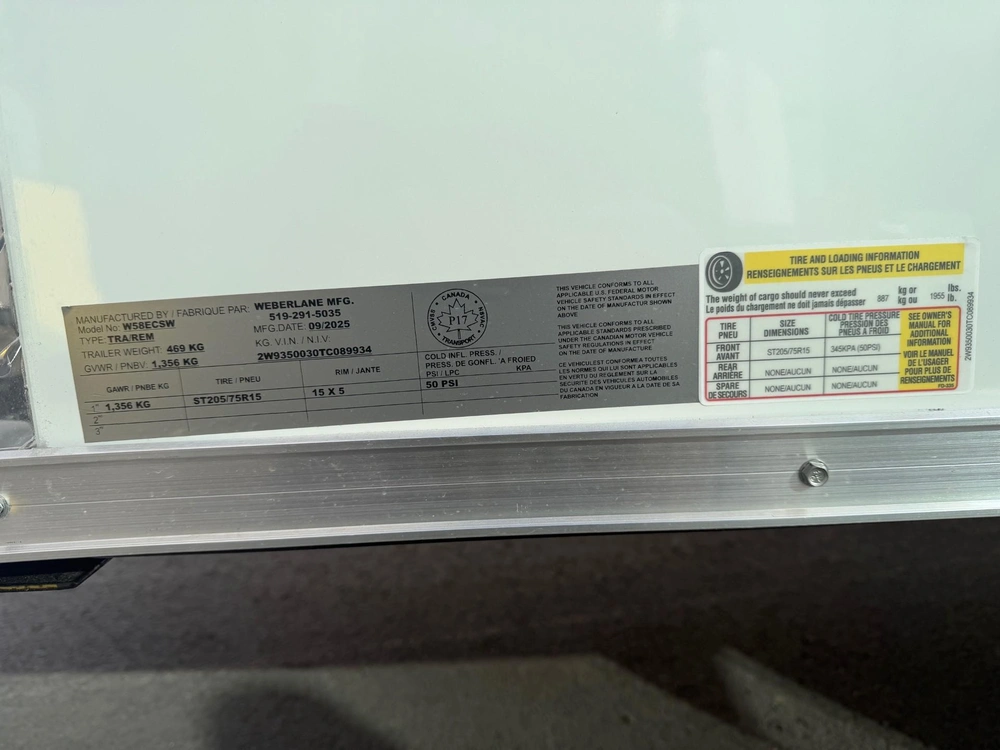 MANUFACTURED BY / FABRIQUE PAR: WEBERLANE MFG.
519-291-5035
Model No: W58ECSW
MFG.DATE: 09/2025
TYPE TRA/REM
TRAILER WEIGHT: 469 KG
KG. V.I.N. / N.I.V:
GVWR / PNBV: 1,356 KG
2W9350030TC089934
COLD INFL. PRESS. /
PRESS. DE GONFL. 'A FROIED
PSI / LPC KPA
GAWR / PNBE KG TIRE / PNEU RIM / JANTE
1° 1,356 KG ST205/75R15 15 X 5 50 PSI
2°
3°
CANADA
P17
TRANSPORT
THIS VEHICLE CONFORMS TO ALL
APPLICABLE U.S. FEDERAL MOTOR
VEHICLE SAFETY STANDARDS IN EFFECT
ON THE DATE OF MANUFACTUR SHOWN
ABOVE
THIS VEHICLE CONFORMS TO ALL
APPLICABLE STANDARDS PRESCRIBED
UNDER THE CANADIAN MOTOR VEHICLE
SAFETY REGULATIONS IN EFFECT
ON THE DATE OF MANUFACTURE.
CE VEHICULEST CONFORMEA TOUTES
LES NORMES QUI LUI SONT APPLICABLES
EN VERTU DU REGLEMENT SUR LA
SECURITE DES VEHICULES AUTOMOBILES
DU CANADA EN VIGUEUR A LA DATE DE SA
FABRICATION
TIRE AND LOADING INFORMATION
RENSEIGNEMENTS SUR LES PNEUS ET LE CHARGEMENT
The weight of cargo should never exceed 887 kg or 1955 lbs.
Le poids du chargement ne doit jamais dépasser kg ou lb.
TIRE PNEU SIZE DIMENSIONS COLD TIRE PRESSURE PRESSION DES PNEUS A FROID
FRONT AVANT ST205/75R15 345KPA (50PSI)
REAR ARRIÈRE NONE/AUCUN NONE/AUCUN
SPARE DE SECOURS NONE/AUCUN NONE/AUCUN
SEE OWNER'S
MANUAL FOR
ADDITIONAL
INFORMATION
VOIR LE MANUEL
DE L'USAGER
POUR PLUS DE
RENSEIGNEMENTS
2W9350030TC089934